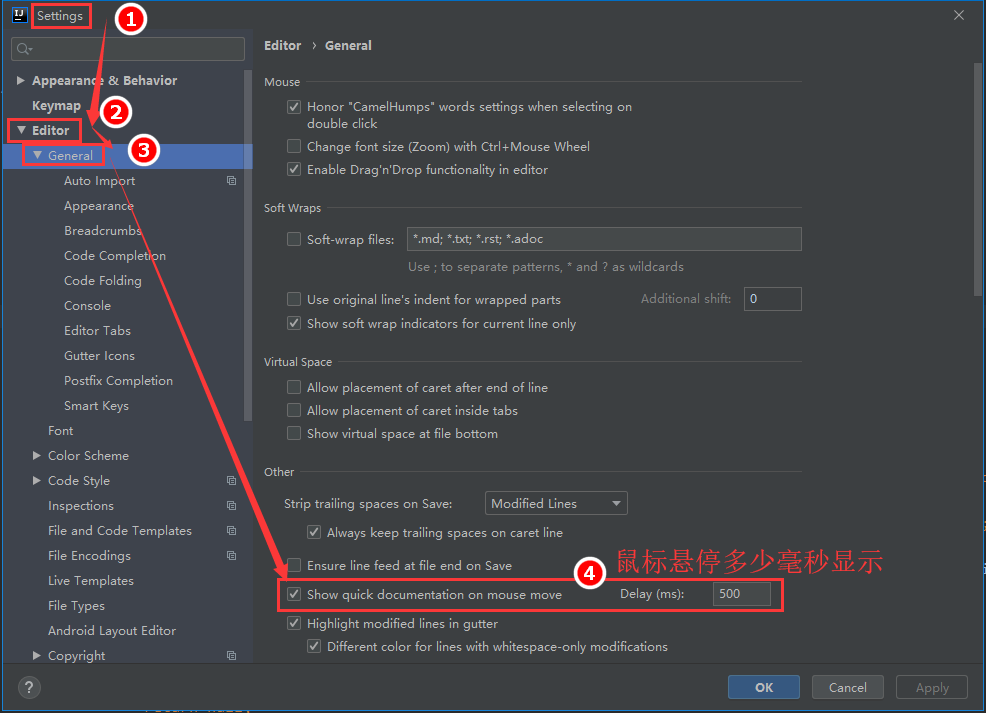 Settings
1
Appearance & Behavior
Keymap
2
Editor
3
General
Auto Import
Appearance
Breadcrumbs
Code Completion
Code Folding
Console
Editor Tabs
Gutter Icons
Postfix Completion
Smart Keys
Font
Color Scheme
Code Style
Inspections
File and Code Templates
File Encodings
Live Templates
File Types
Android Layout Editor
Copyright
Editor › General
Mouse
Honor "CamelHumps" words settings when selecting on
double click
Change font size (Zoom) with Ctrl+Mouse Wheel
Enable Drag'n'Drop functionality in editor
Soft Wraps
Soft-wrap files: *.md; *.txt; *.rst; *.adoc
Use ; to separate patterns, * and ? as wildcards
Use original line's indent for wrapped parts Additional shift: 0
Show soft wrap indicators for current line only
Virtual Space
Allow placement of caret after end of line
Allow placement of caret inside tabs
Show virtual space at file bottom
Other
Strip trailing spaces on Save: Modified Lines
Always keep trailing spaces on caret line
Ensure line feed at file end on Save
4 鼠标悬停多少毫秒显示
Show quick documentation on mouse move Delay (ms): 500
Highlight modified lines in gutter
Different color for lines with whitespace-only modifications
? OK Cancel Apply